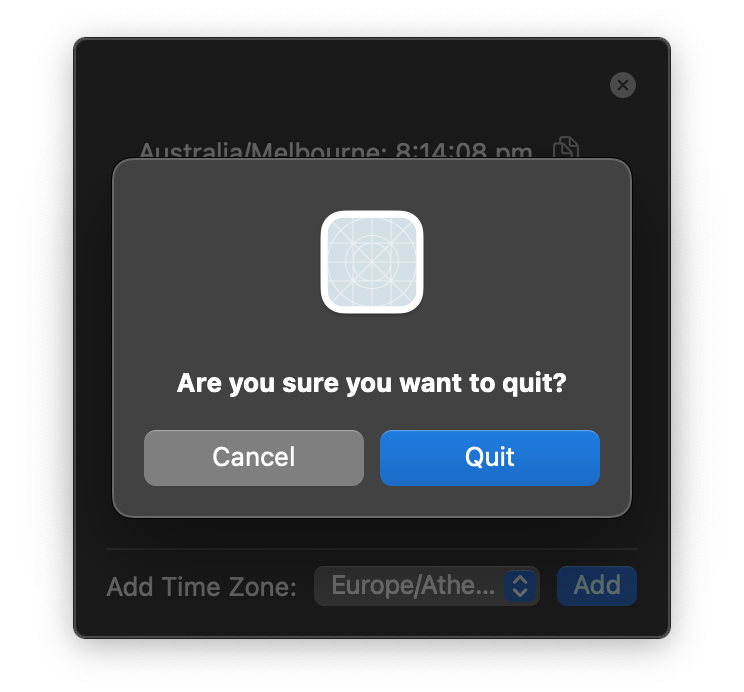 Australia/Melbourne: 8:14:08 pm
Are you sure you want to quit?
Cancel Quit
Add Time Zone: Europe/Athe... Add